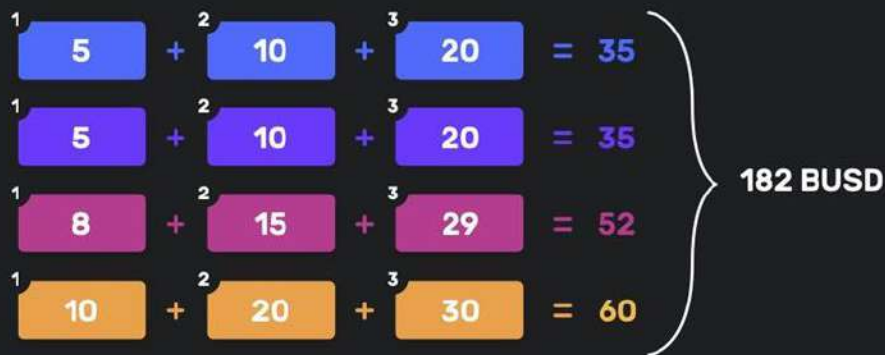 1 5 + 2 10 + 3 20 = 35
1 5 + 2 10 + 3 20 = 35
1 8 + 2 15 + 3 29 = 52
1 10 + 2 20 + 3 30 = 60
182 BUSD